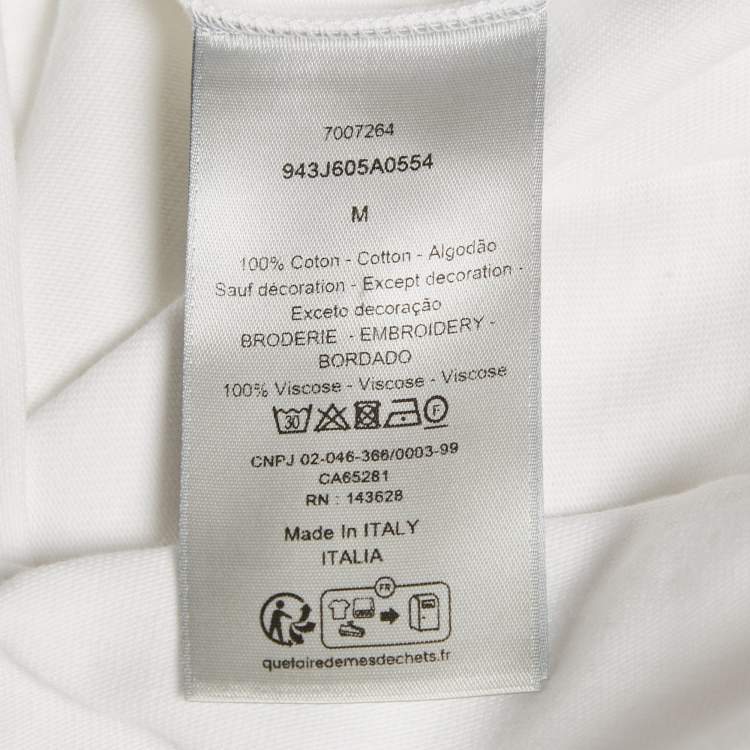 7007264
943J605A0554
M
100% Coton - Cotton - Algodão
Sauf décoration - Except decoration -
Exceto decoração
BRODERIE - EMBROIDERY -
BORDADO
100% Viscose - Viscose - Viscose
30 F
CNPJ 02-046-366/0003-99
CA65281
RN : 143628
Made In ITALY
ITALIA
FR
quefairedemesdechets.fr